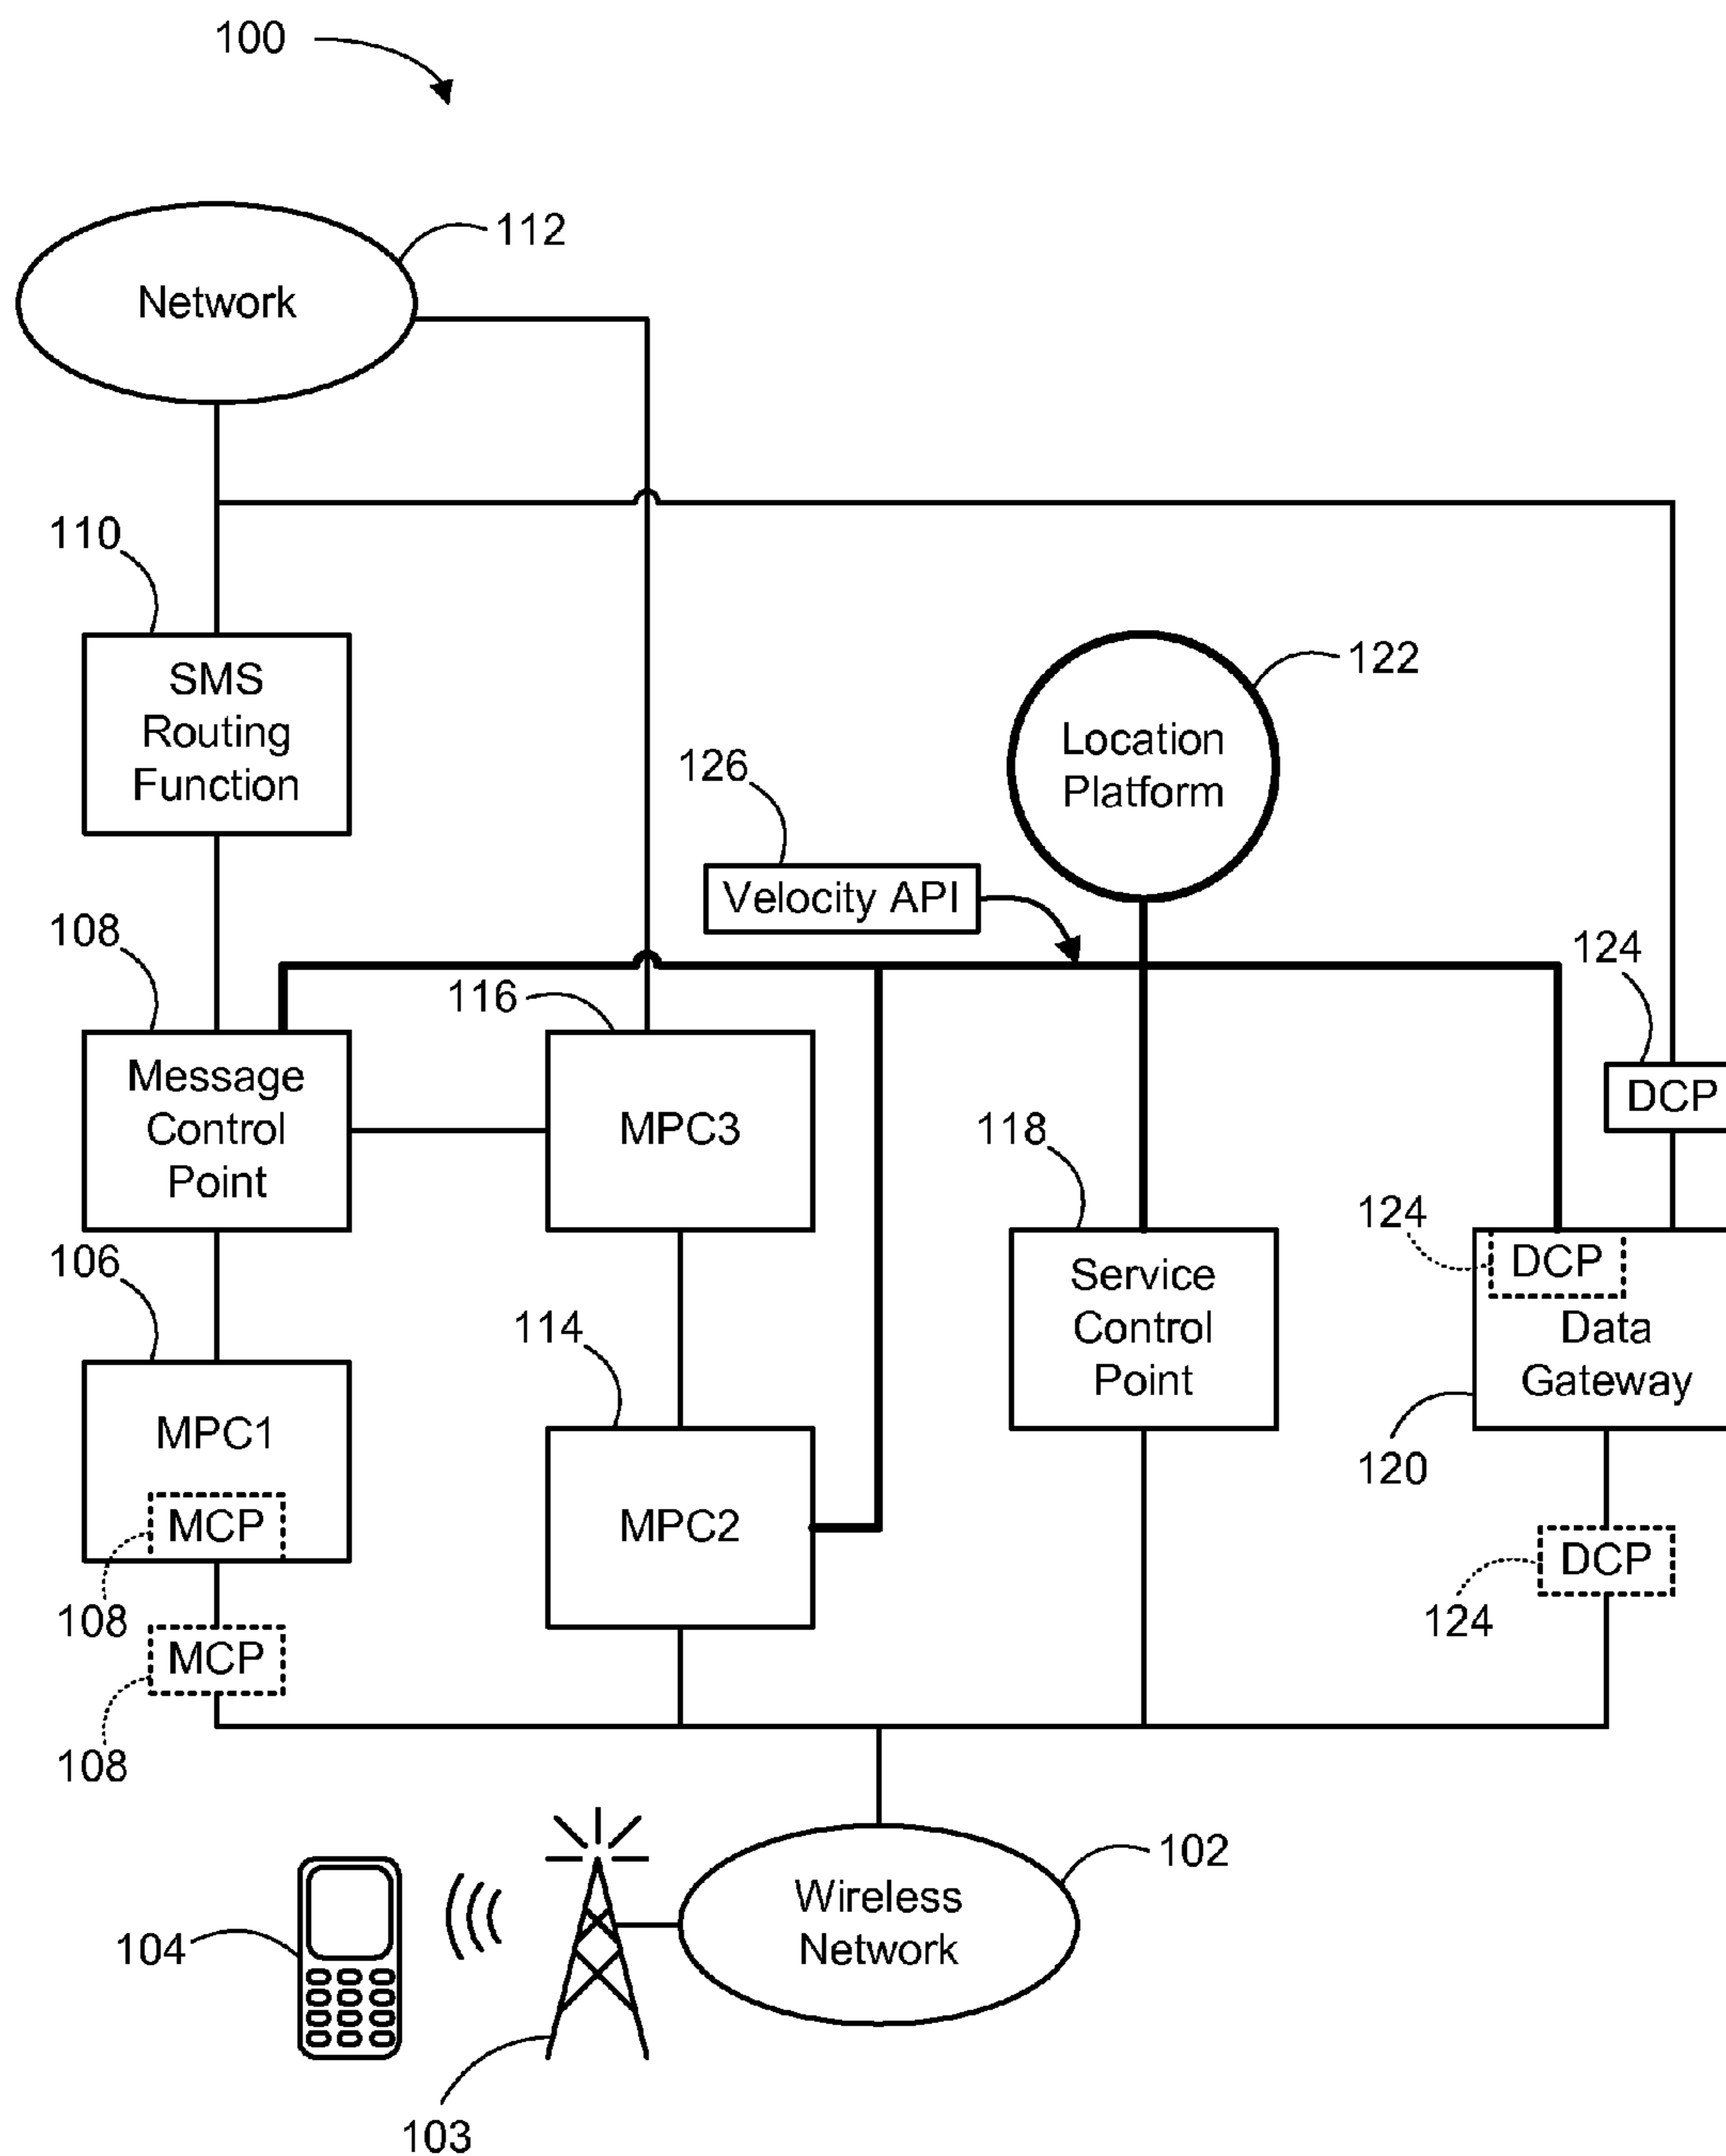 100
112
Network
110
SMS
Routing
Function
122
Location
Platform
126
Velocity API
108
124
116
DCP
Message
Control
Point
MPC3
118
124
DCP
106
Service
Control
Point
Data
Gateway
114
120
MPC1
MCP
MPC2
DCP
108
124
MCP
108
102
Wireless
Network
104
103